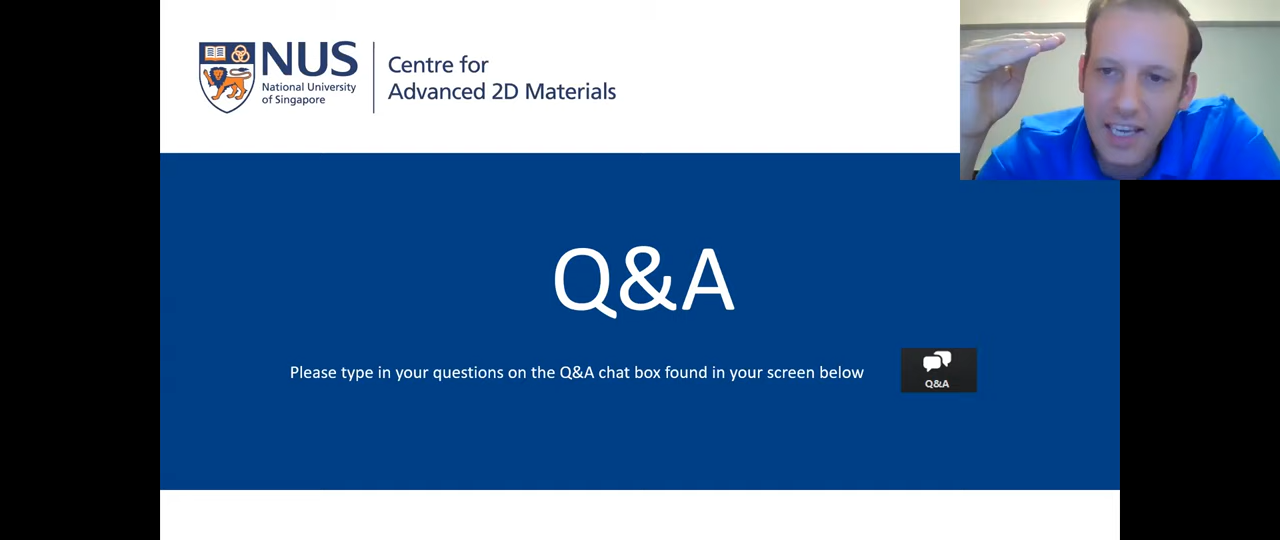 NUS
National University
of Singapore
Centre for
Advanced 2D Materials
Q&A
Please type in your questions on the Q&A chat box found in your screen below
Q&A